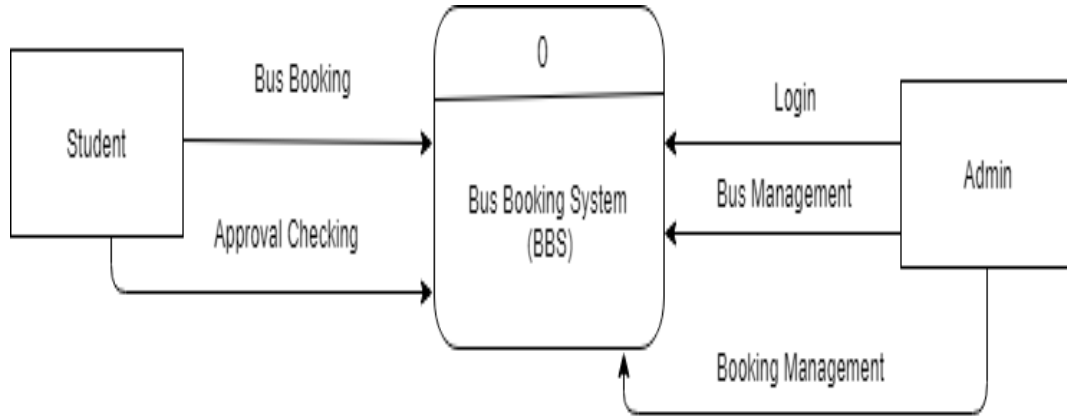 0
Bus Booking
Login
Student
Admin
Bus Management
Bus Booking System
(BBS)
Approval Checking
Booking Management